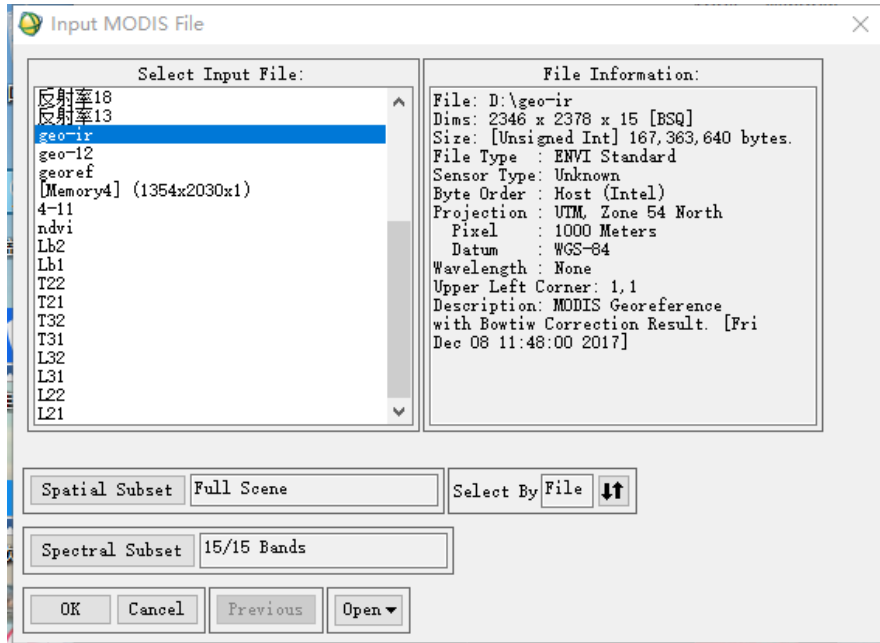 Input MODIS File
Select Input File:
反射率18
反射率13
geo-ir
geo-12
georef
[Memory4] (1354x2030x1)
4-11
ndvi
Lb2
Lb1
T22
T21
T32
T31
L32
L31
L22
L21
File Information:
File: D:\geo-ir
Dims: 2346 x 2378 x 15 [BSQ]
Size: [Unsigned Int] 167,363,640 bytes.
File Type : ENVI Standard
Sensor Type: Unknown
Byte Order : Host (Intel)
Projection : UTM, Zone 54 North
Pixel : 1000 Meters
Datum : WGS-84
Wavelength : None
Upper Left Corner: 1,1
Description: MODIS Georeference
with Bowtiw Correction Result. [Fri
Dec 08 11:48:00 2017]
Spatial Subset Full Scene
Select By File
Spectral Subset 15/15 Bands
OK Cancel Previous Open